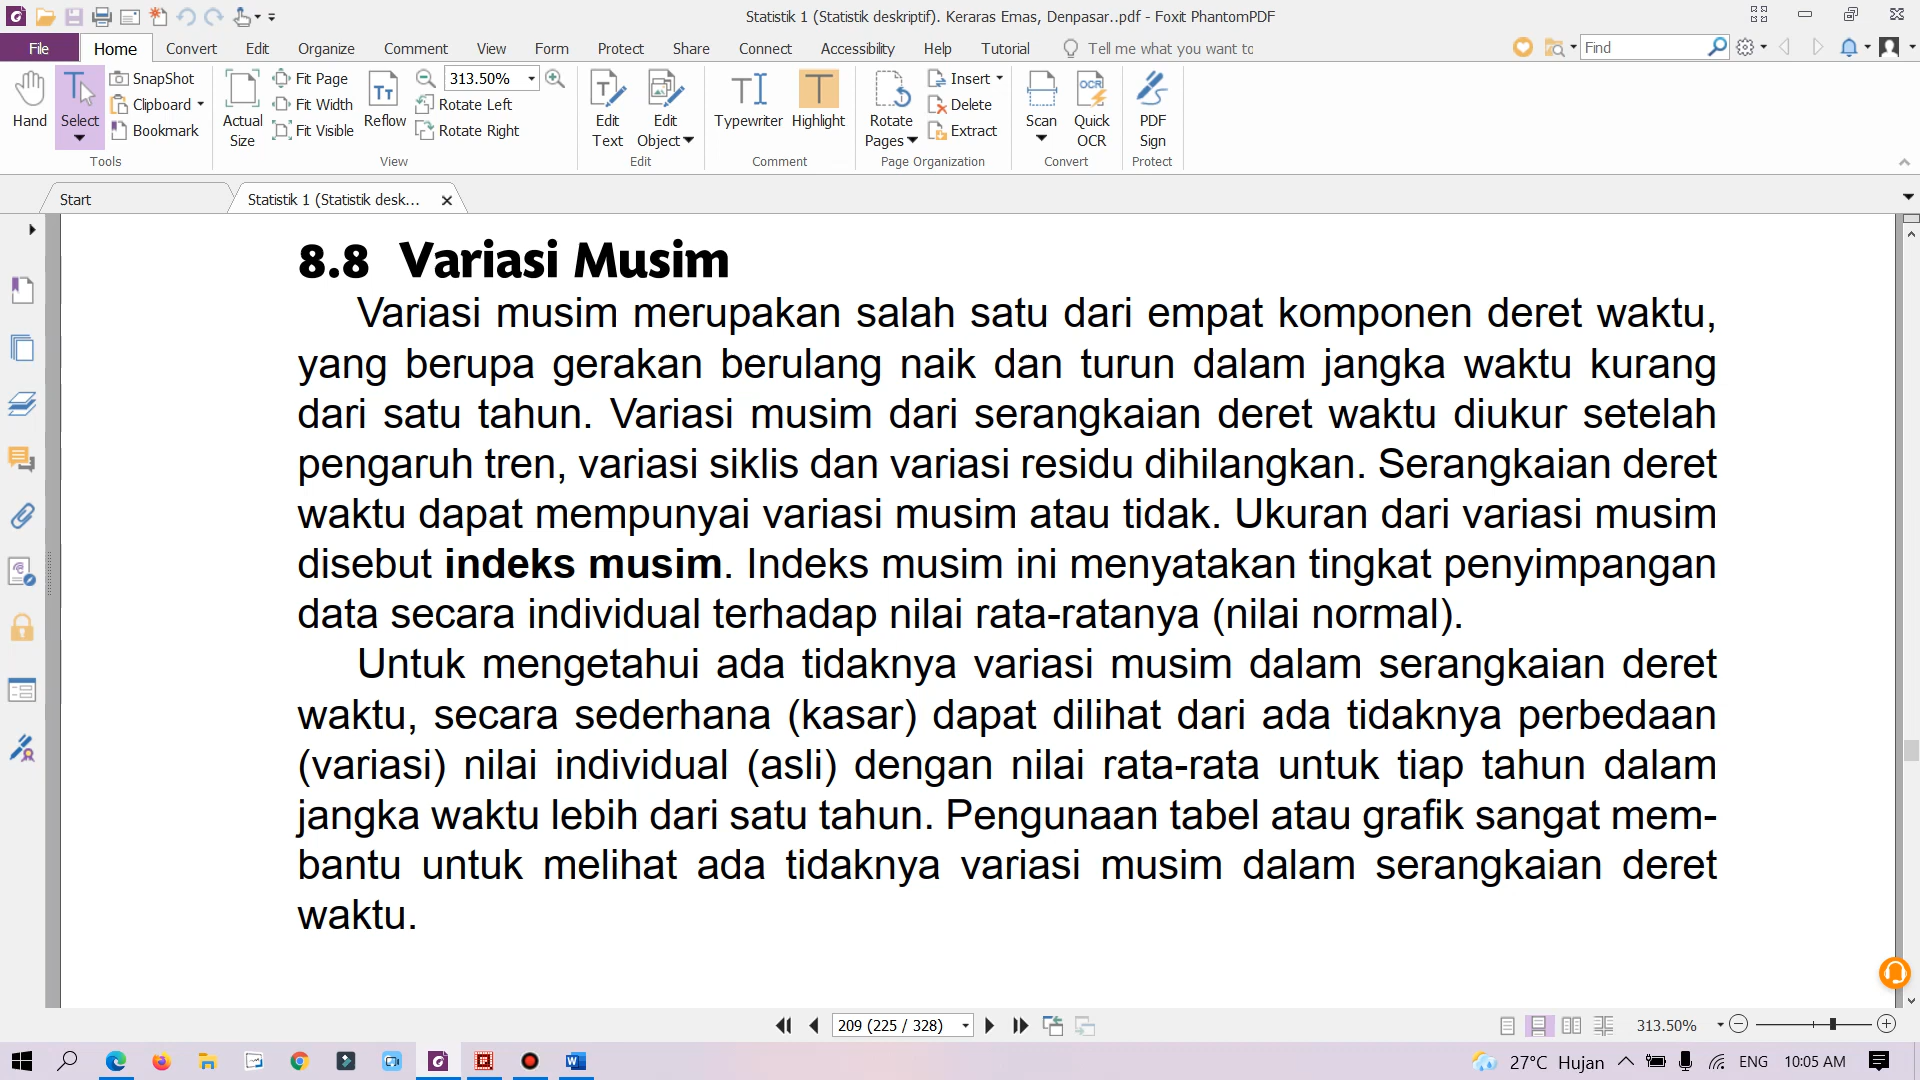 Statistik 1 (Statistik deskriptif). Keraras Emas, Denpasar..pdf - Foxit PhantomPDF
File Home Convert Edit Organize Comment View Form Protect Share Connect Accessibility Help Tutorial Tell me what you want to Find
Hand
Select
SnapShot
Clipboard
Bookmark
Tools
Actual
Size
Fit Page
Fit Width
Fit Visible
Reflow
313.50%
Rotate Left
Rotate Right
View
Edit
Text
Edit
Object
Edit
Typewriter
Highlight
Comment
Rotate
Pages
Insert
Delete
Extract
Page Organization
Scan
Quick
OCR
Convert
PDF
Sign
Protect
Start
Statistik 1 (Statistik desk...
8.8 Variasi Musim
Variasi musim merupakan salah satu dari empat komponen deret waktu,
yang berupa gerakan berulang naik dan turun dalam jangka waktu kurang
dari satu tahun. Variasi musim dari serangkaian deret waktu diukur setelah
pengaruh tren, variasi siklis dan variasi residu dihilangkan. Serangkaian deret
waktu dapat mempunyai variasi musim atau tidak. Ukuran dari variasi musim
disebut indeks musim. Indeks musim ini menyatakan tingkat penyimpangan
data secara individual terhadap nilai rata-ratanya (nilai normal).
Untuk mengetahui ada tidaknya variasi musim dalam serangkaian deret
waktu, secara sederhana (kasar) dapat dilihat dari ada tidaknya perbedaan
(variasi) nilai individual (asli) dengan nilai rata-rata untuk tiap tahun dalam
jangka waktu lebih dari satu tahun. Pengunaan tabel atau grafik sangat mem-
bantu untuk melihat ada tidaknya variasi musim dalam serangkaian deret
waktu.
209 (225 / 328)
313.50%
27°C Hujan ENG 10:05 AM